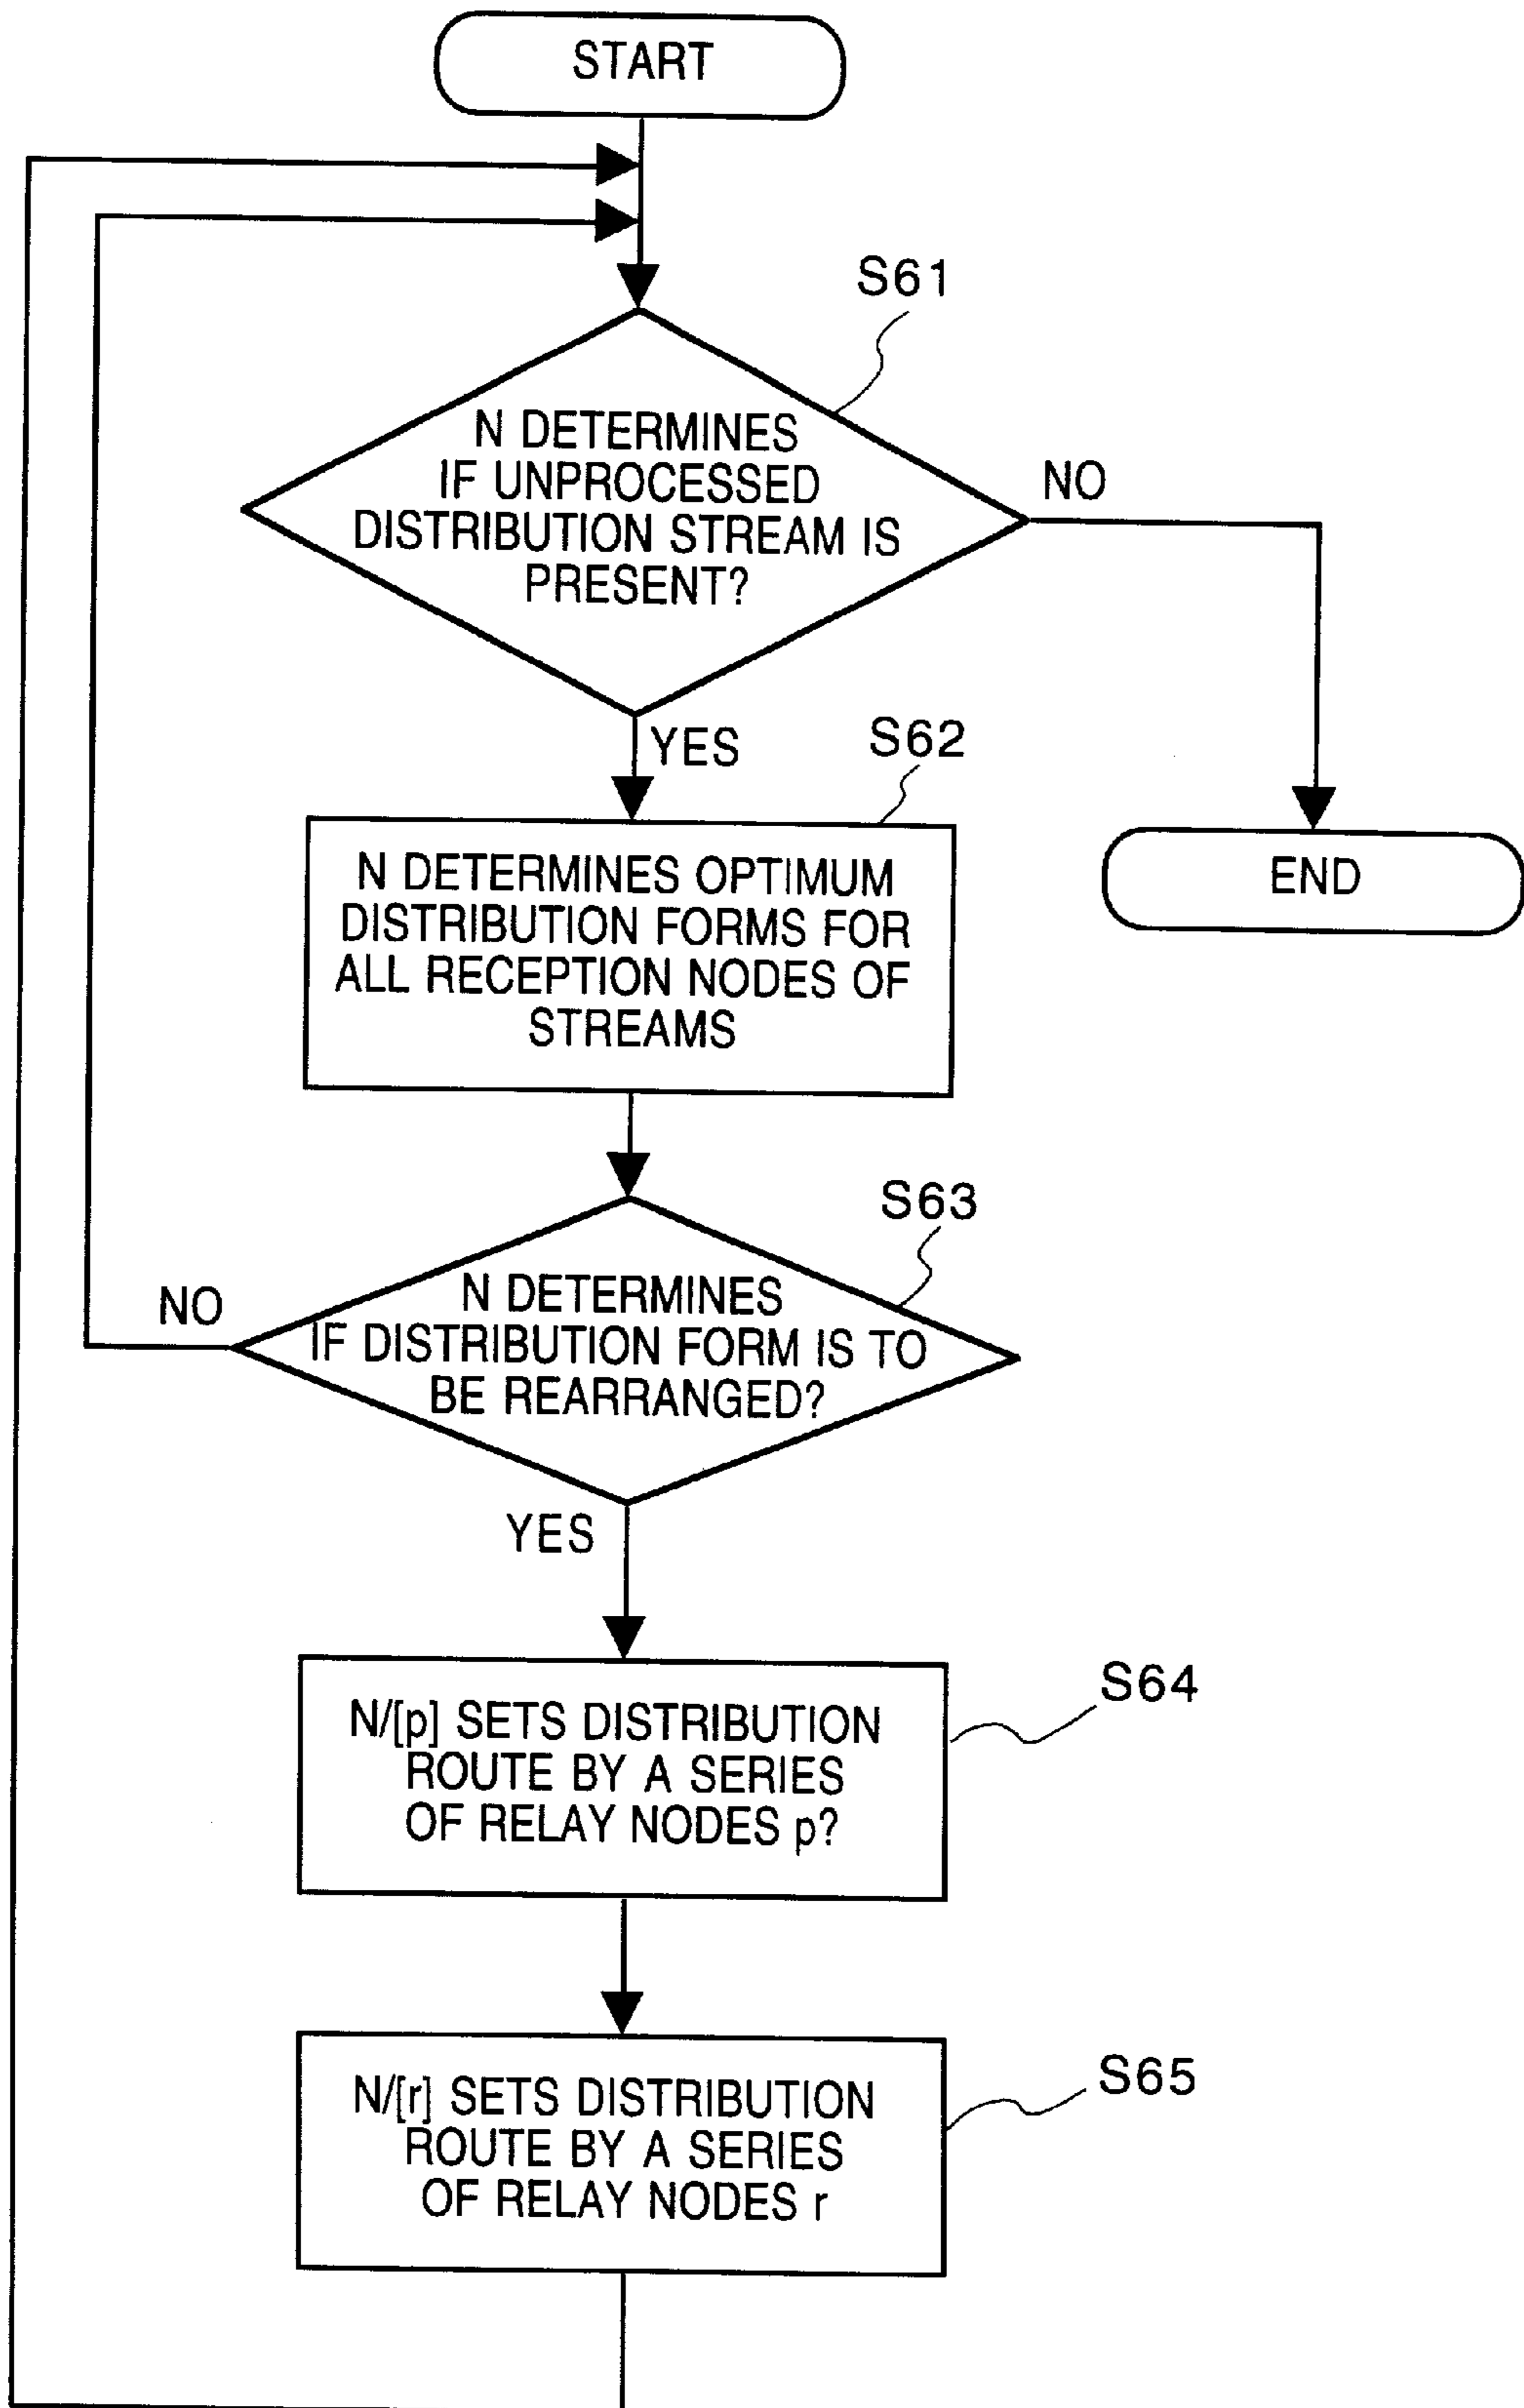 START
S61
N DETERMINES
IF UNPROCESSED
DISTRIBUTION STREAM IS
PRESENT?
NO
YES
S62
N DETERMINES OPTIMUM
DISTRIBUTION FORMS FOR
ALL RECEPTION NODES OF
STREAMS
END
S63
N DETERMINES
IF DISTRIBUTION FORM IS TO
BE REARRANGED?
NO
YES
S64
N/[p] SETS DISTRIBUTION
ROUTE BY A SERIES
OF RELAY NODES p?
S65
N/[r] SETS DISTRIBUTION
ROUTE BY A SERIES
OF RELAY NODES r